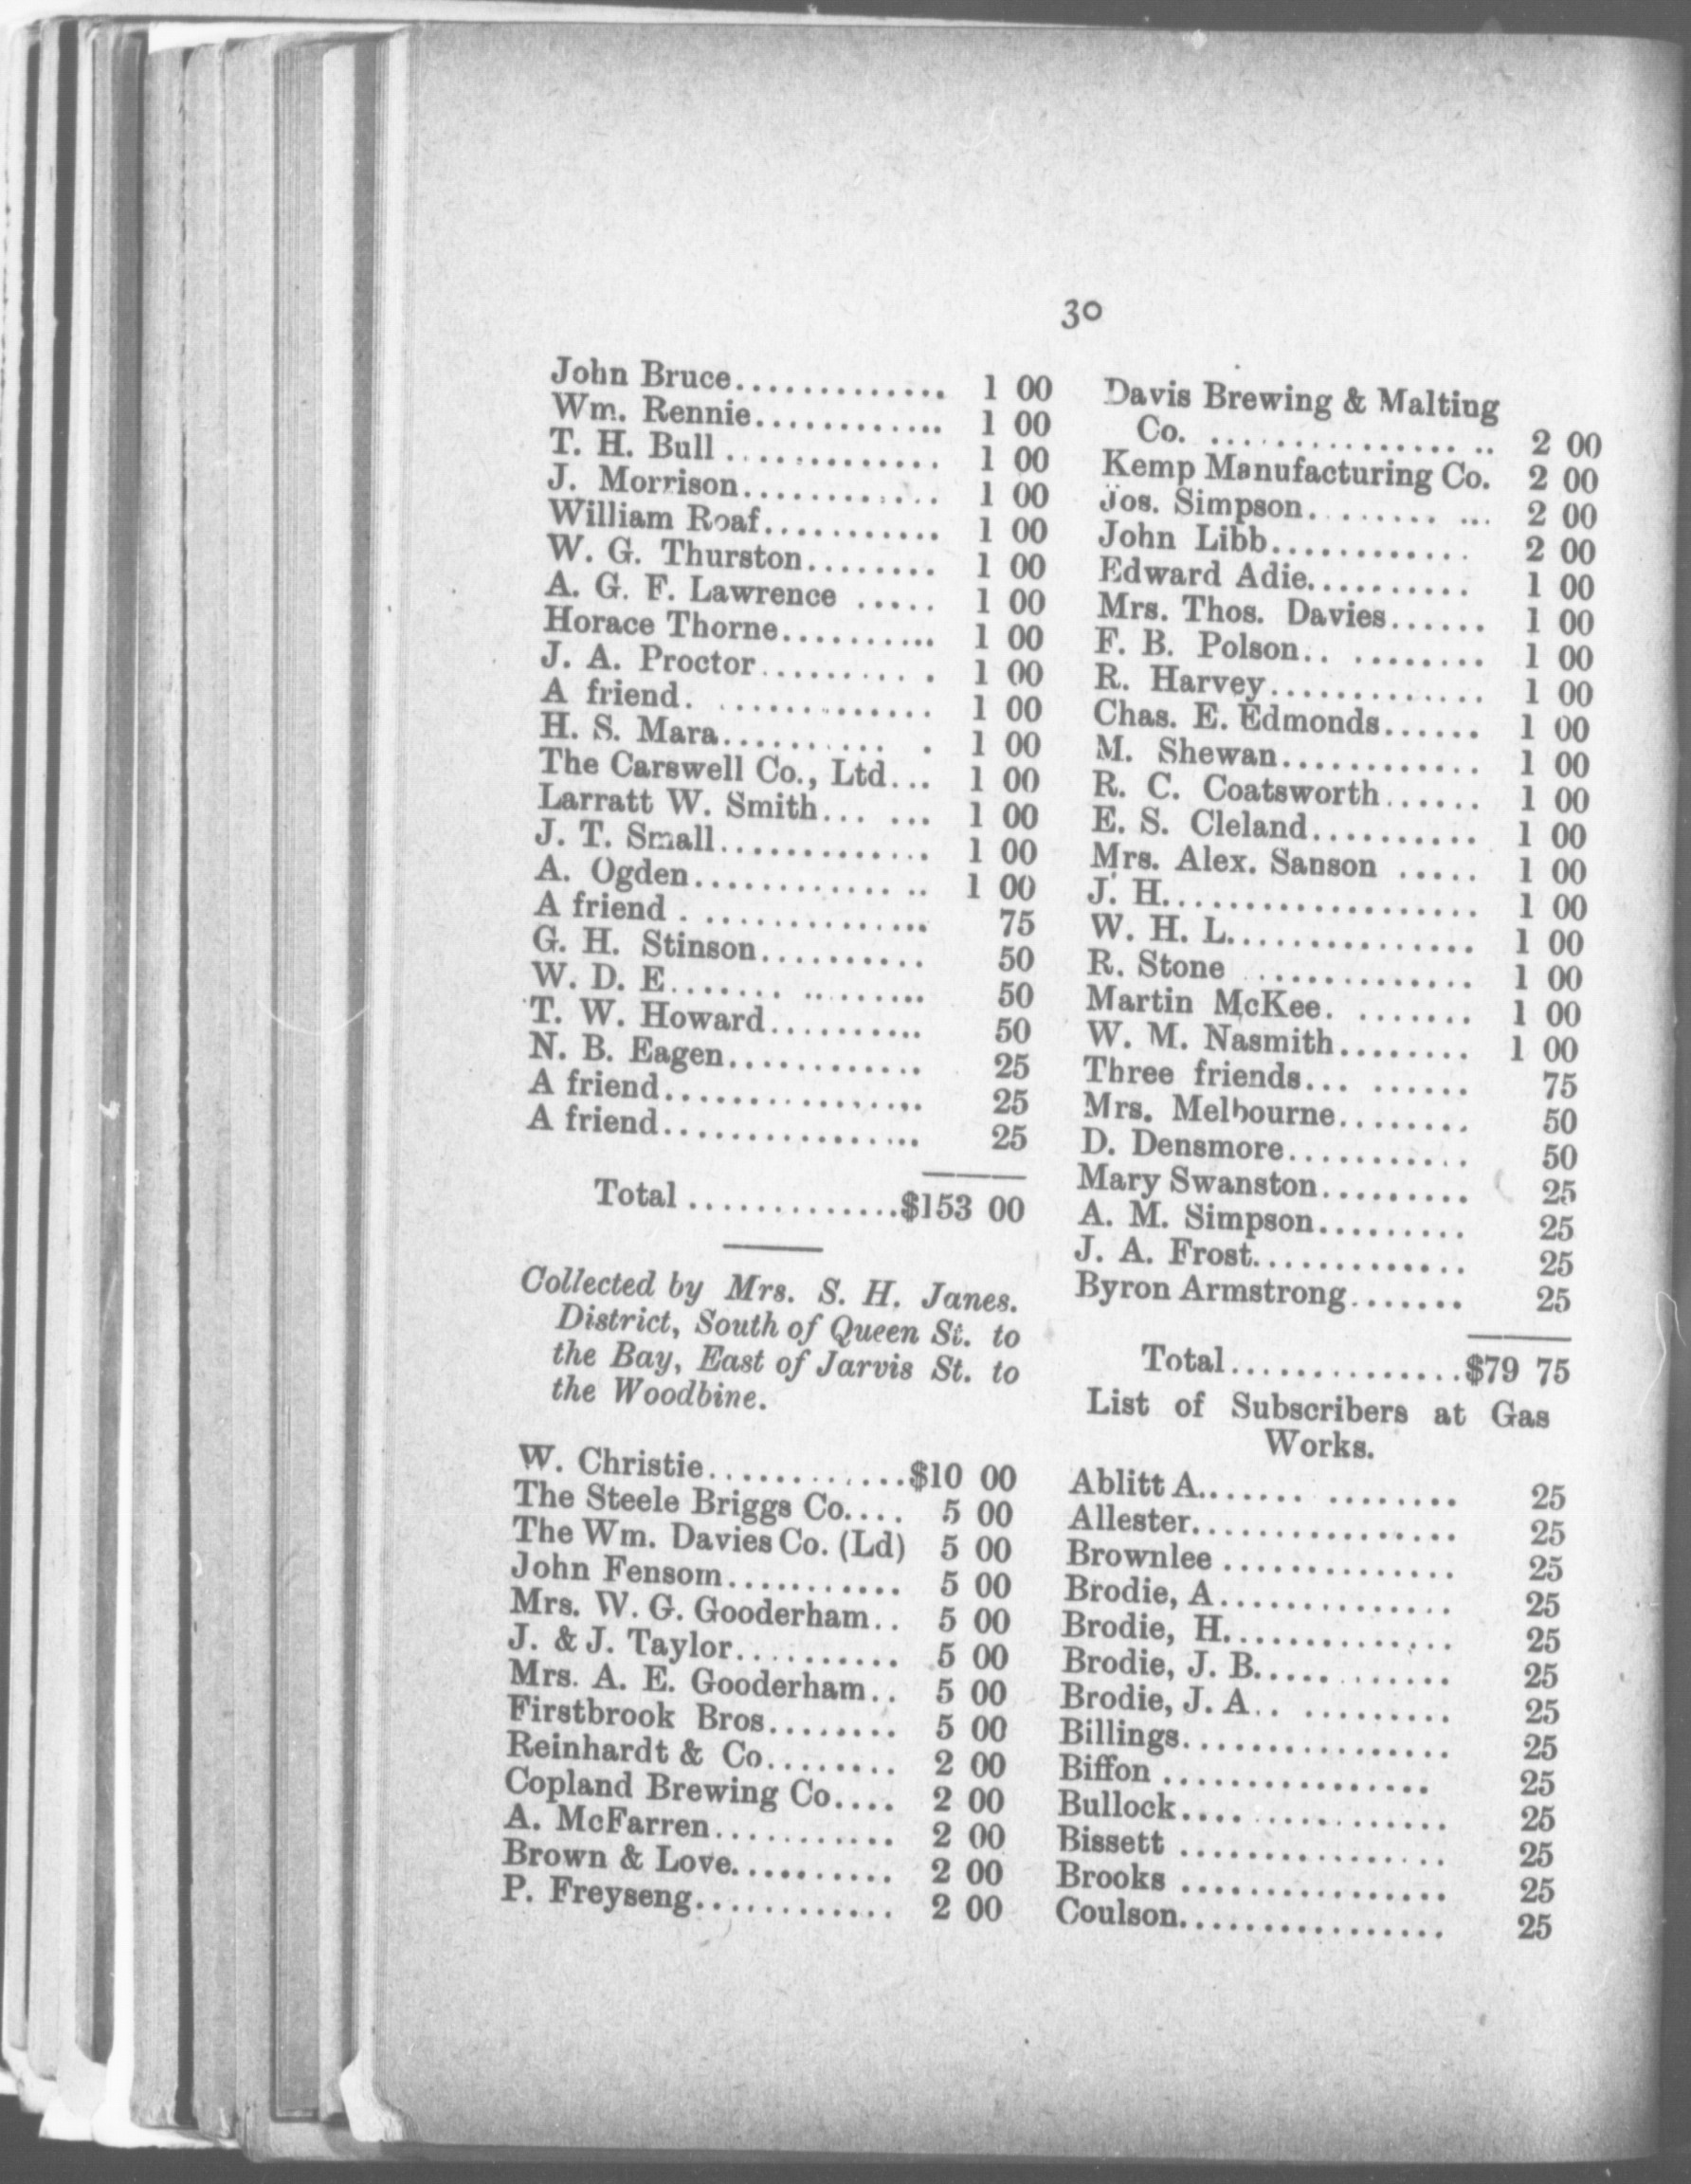 30
John Bruce.............. 1 00
Wm. Rennie............ 1 00
T. H. Bull ............. 1 00
J. Morrison............ 1 00
William Roaf........... 1 00
W. G. Thurston........ 1 00
A. G. F. Lawrence ..... 1 00
Horace Thorne.......... 1 00
J. A. Proctor........... 1 00
A friend. ............. 1 00
H. S. Mara........... . 1 00
The Carswell Co., Ltd... 1 00
Larratt W. Smith... ... 1 00
J. T. Small............. 1 00
A. Ogden............. .. 1 00
A friend . .............. 75
G. H. Stinson.......... 50
W. D. E....... ......... 50
T. W. Howard.......... 50
N. B. Eagen............ 25
A friend................ 25
A friend................ 25
Total ..............$153 00
Collected by Mrs. S. H. Janes.
District, South of Queen St. to
the Bay, East of Jarvis St. to
the Woodbine.
W. Christie............$10 00
The Steele Briggs Co.... 5 00
The Wm. Davies Co. (Ld) 5 00
John Fensom........... 5 00
Mrs. W. G. Gooderham.. 5 00
J. & J. Taylor.......... 5 00
Mrs. A. E. Gooderham.. 5 00
Firstbrook Bros........ 5 00
Reinhardt & Co........ 2 00
Copland Brewing Co.... 2 00
A. McFarren........... 2 00
Brown & Love.......... 2 00
P. Freyseng............ 2 00
Davis Brewing & Malting
Co. ................ .. 2 00
Kemp Manufacturing Co. 2 00
Jos. Simpson........ ... 2 00
John Libb............ 2 00
Edward Adie.......... 1 00
Mrs. Thos. Davies...... 1 00
F. B. Polson.. ........ 1 00
R. Harvey............. 1 00
Chas. E. Edmonds...... 1 00
M. Shewan............ 1 00
R. C. Coatsworth...... 1 00
E. S. Cleland.......... 1 00
Mrs. Alex. Sanson ..... 1 00
J. H................... 1 00
W. H. L............... 1 00
R. Stone ............. 1 00
Martin McKee. ....... 1 00
W. M. Nasmith........ 1 00
Three friends... ...... 75
Mrs. Melbourne........ 50
D. Densmore........... 50
Mary Swanston......... 25
A. M. Simpson......... 25
J. A. Frost............. 25
Byron Armstrong....... 25
Total..............$79 75
List of Subscribers at Gas
Works.
Ablitt A....... ........ 25
Allester................ 25
Brownlee .............. 25
Brodie, A.............. 25
Brodie, H.............. 25
Brodie, J. B............ 25
Brodie, J. A.. ......... 25
Billings................ 25
Biffon ................ 25
Bullock................ 25
Bissett ................ 25
Brooks ................ 25
Coulson................ 25